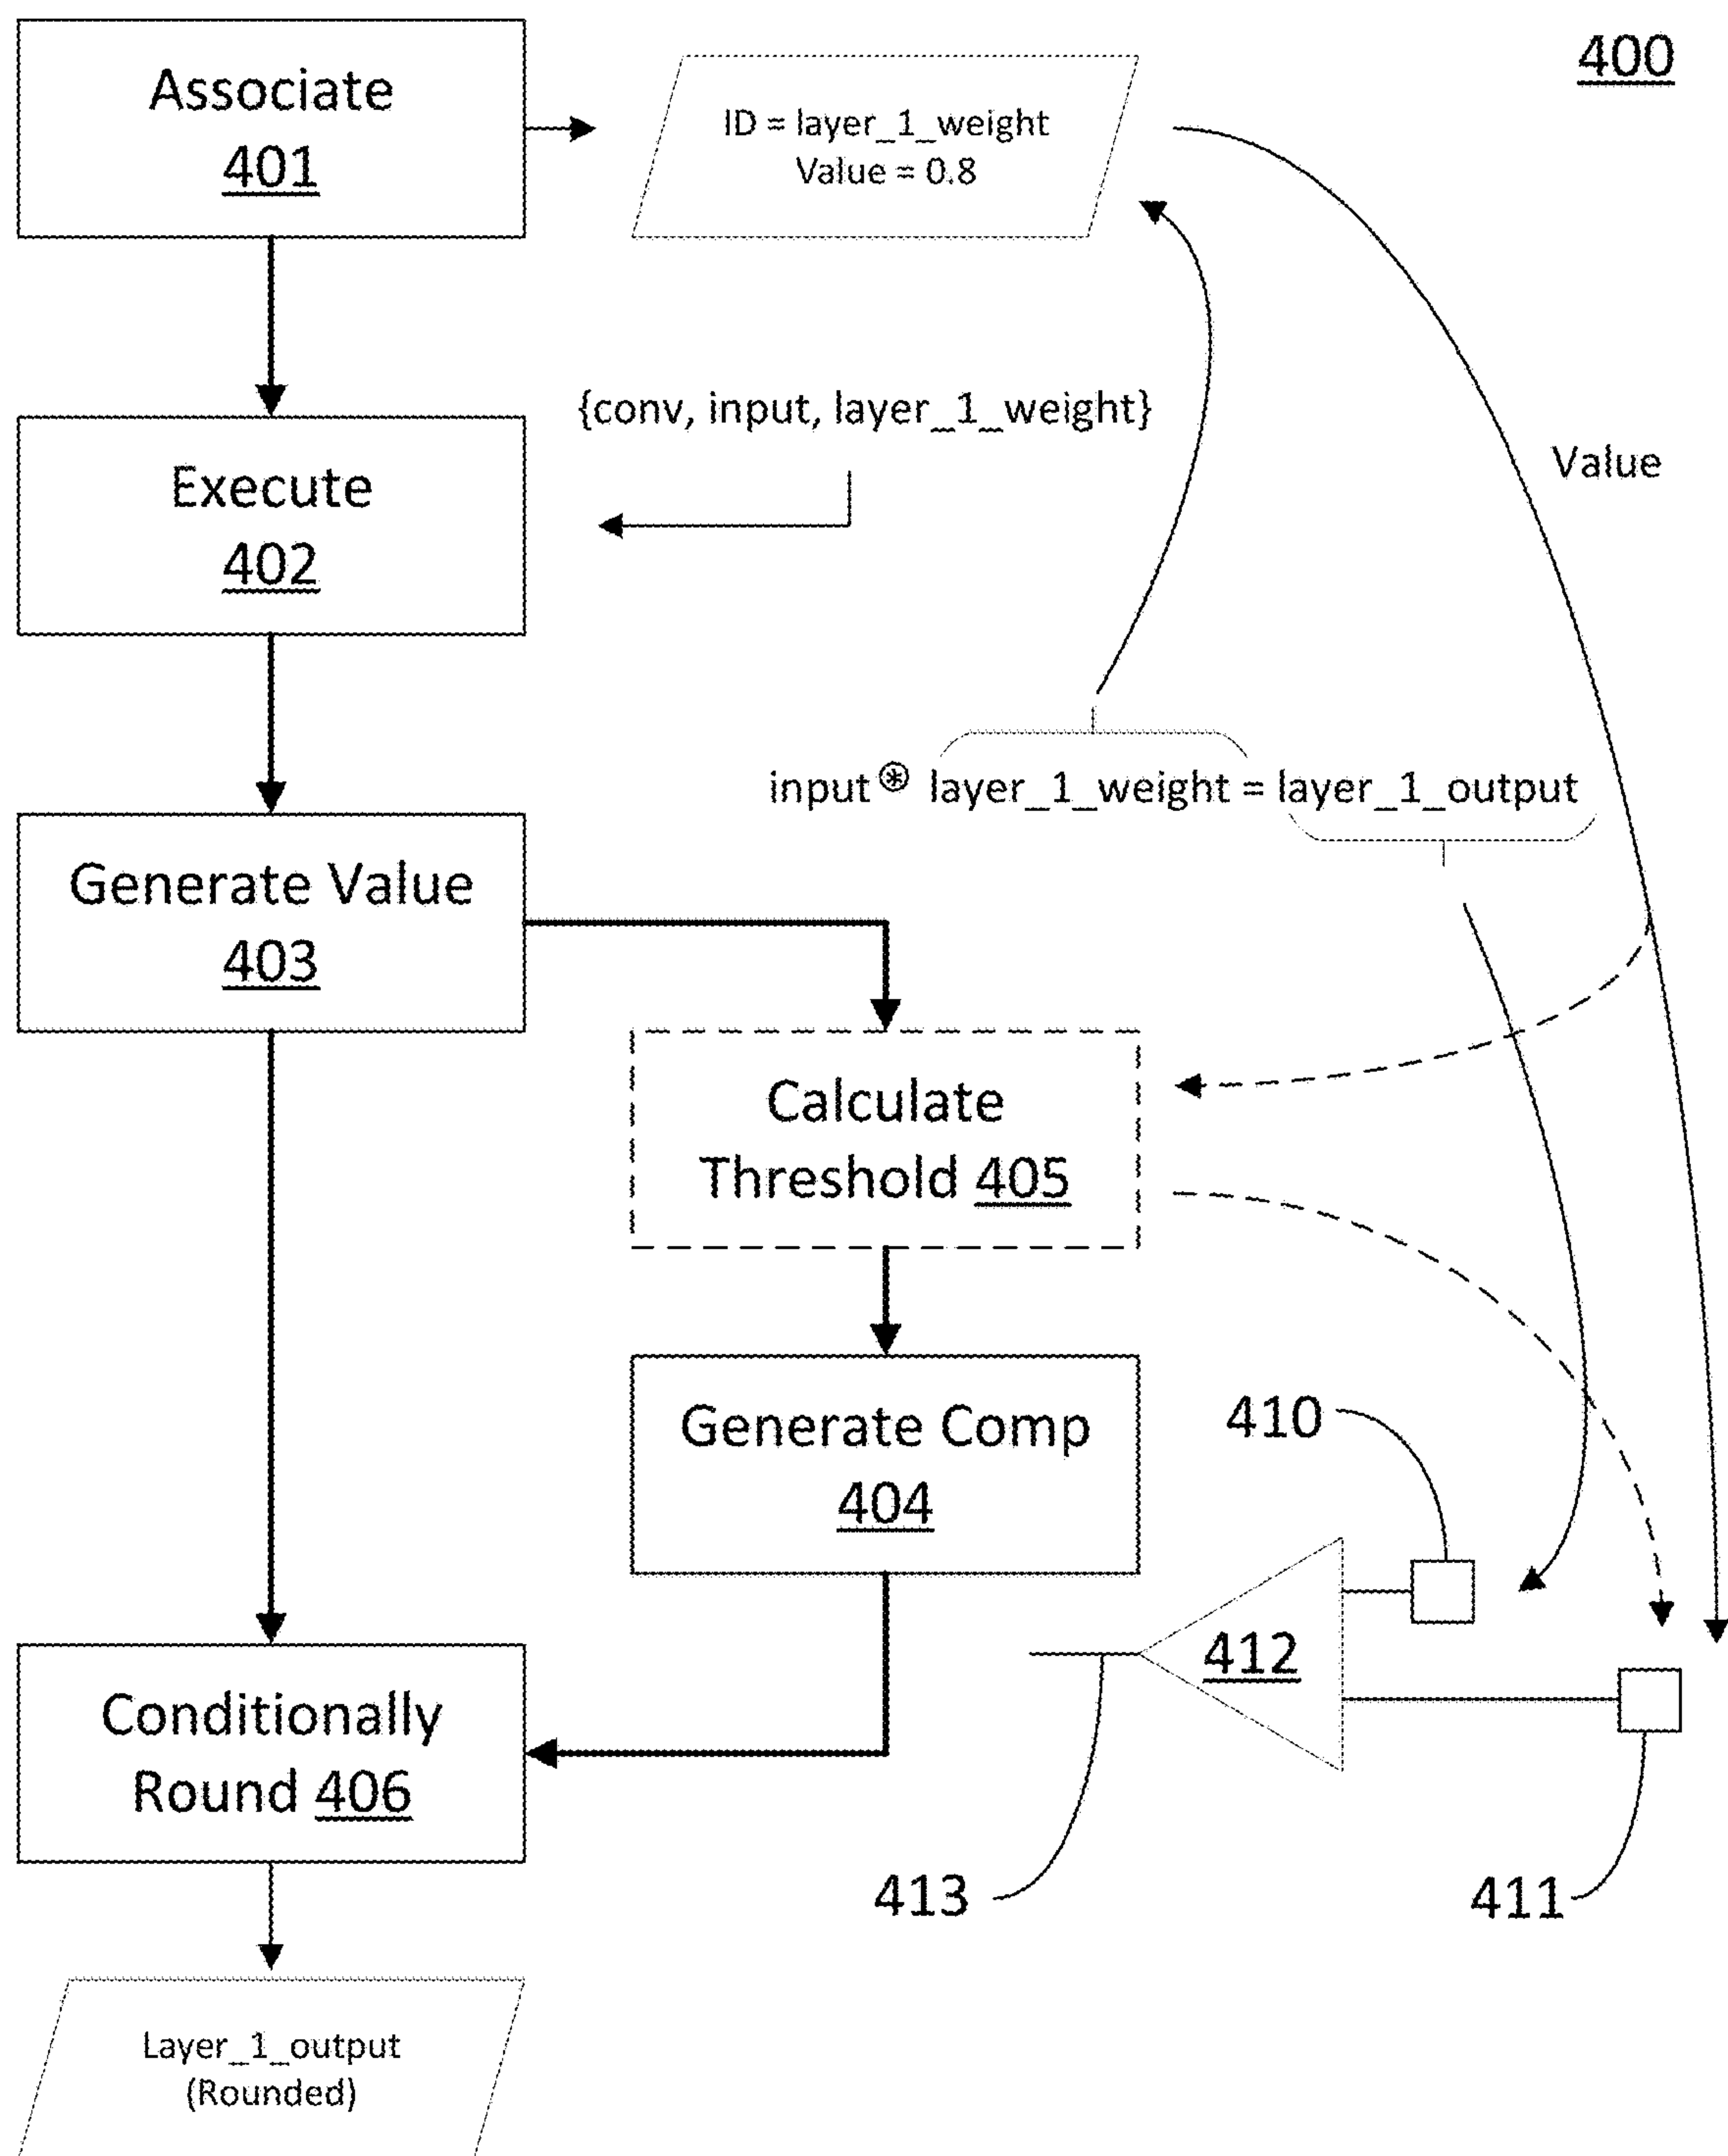 400
Associate
401
ID = layer_1_weight
Value = 0.8
{conv, input, layer_1_weight}
Execute
402
Value
input ⊛ layer_1_weight = layer_1_output
Generate Value
403
Calculate
Threshold 405
Generate Comp
404
410
412
Conditionally
Round 406
413
411
Layer_1_output
(Rounded)